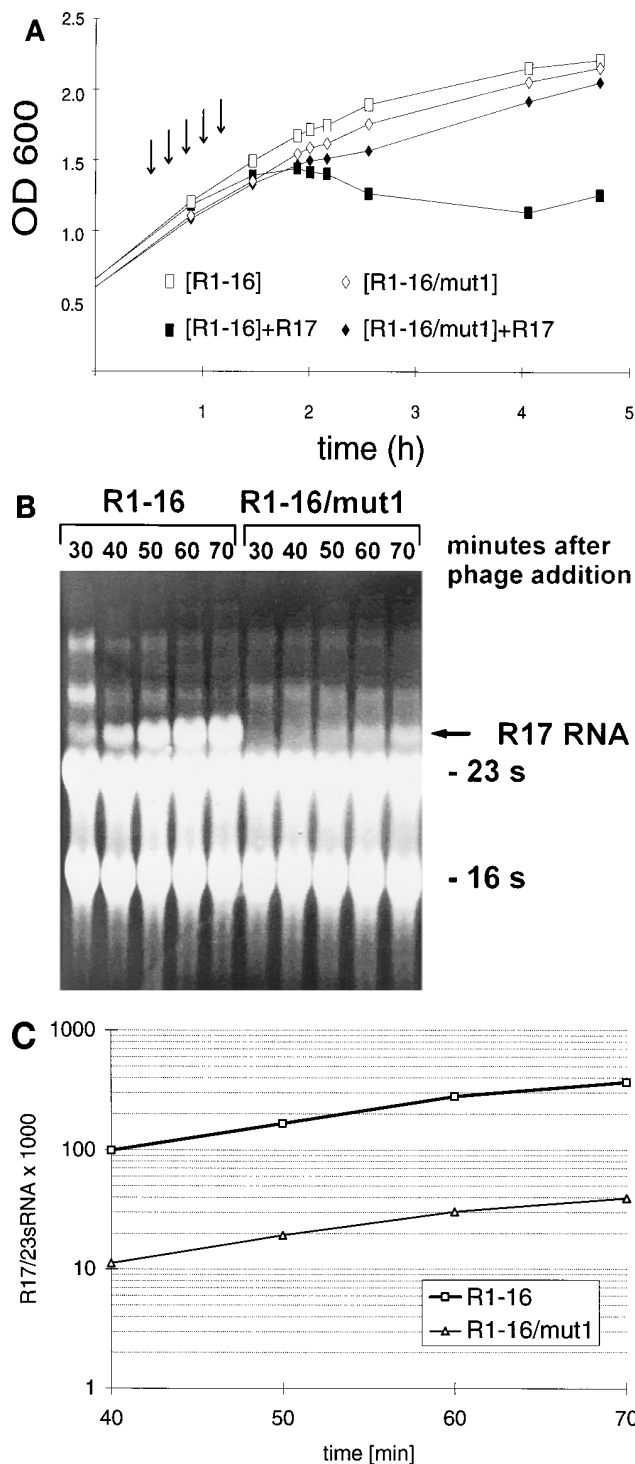 A
2.5
2.0
1.5
1.0
0.5
OD 600
[R1-16]
[R1-16/mut1]
[R1-16]+R17
[R1-16/mut1]+R17
1 2 3 4 5
time (h)
B
R1-16 R1-16/mut1
30 40 50 60 70 30 40 50 60 70
minutes after
phage addition
R17 RNA
- 23 s
- 16 s
C
1000
100
10
1
R17/23sRNA x 1000
R1-16
R1-16/mut1
40 50 60 70
time [min]